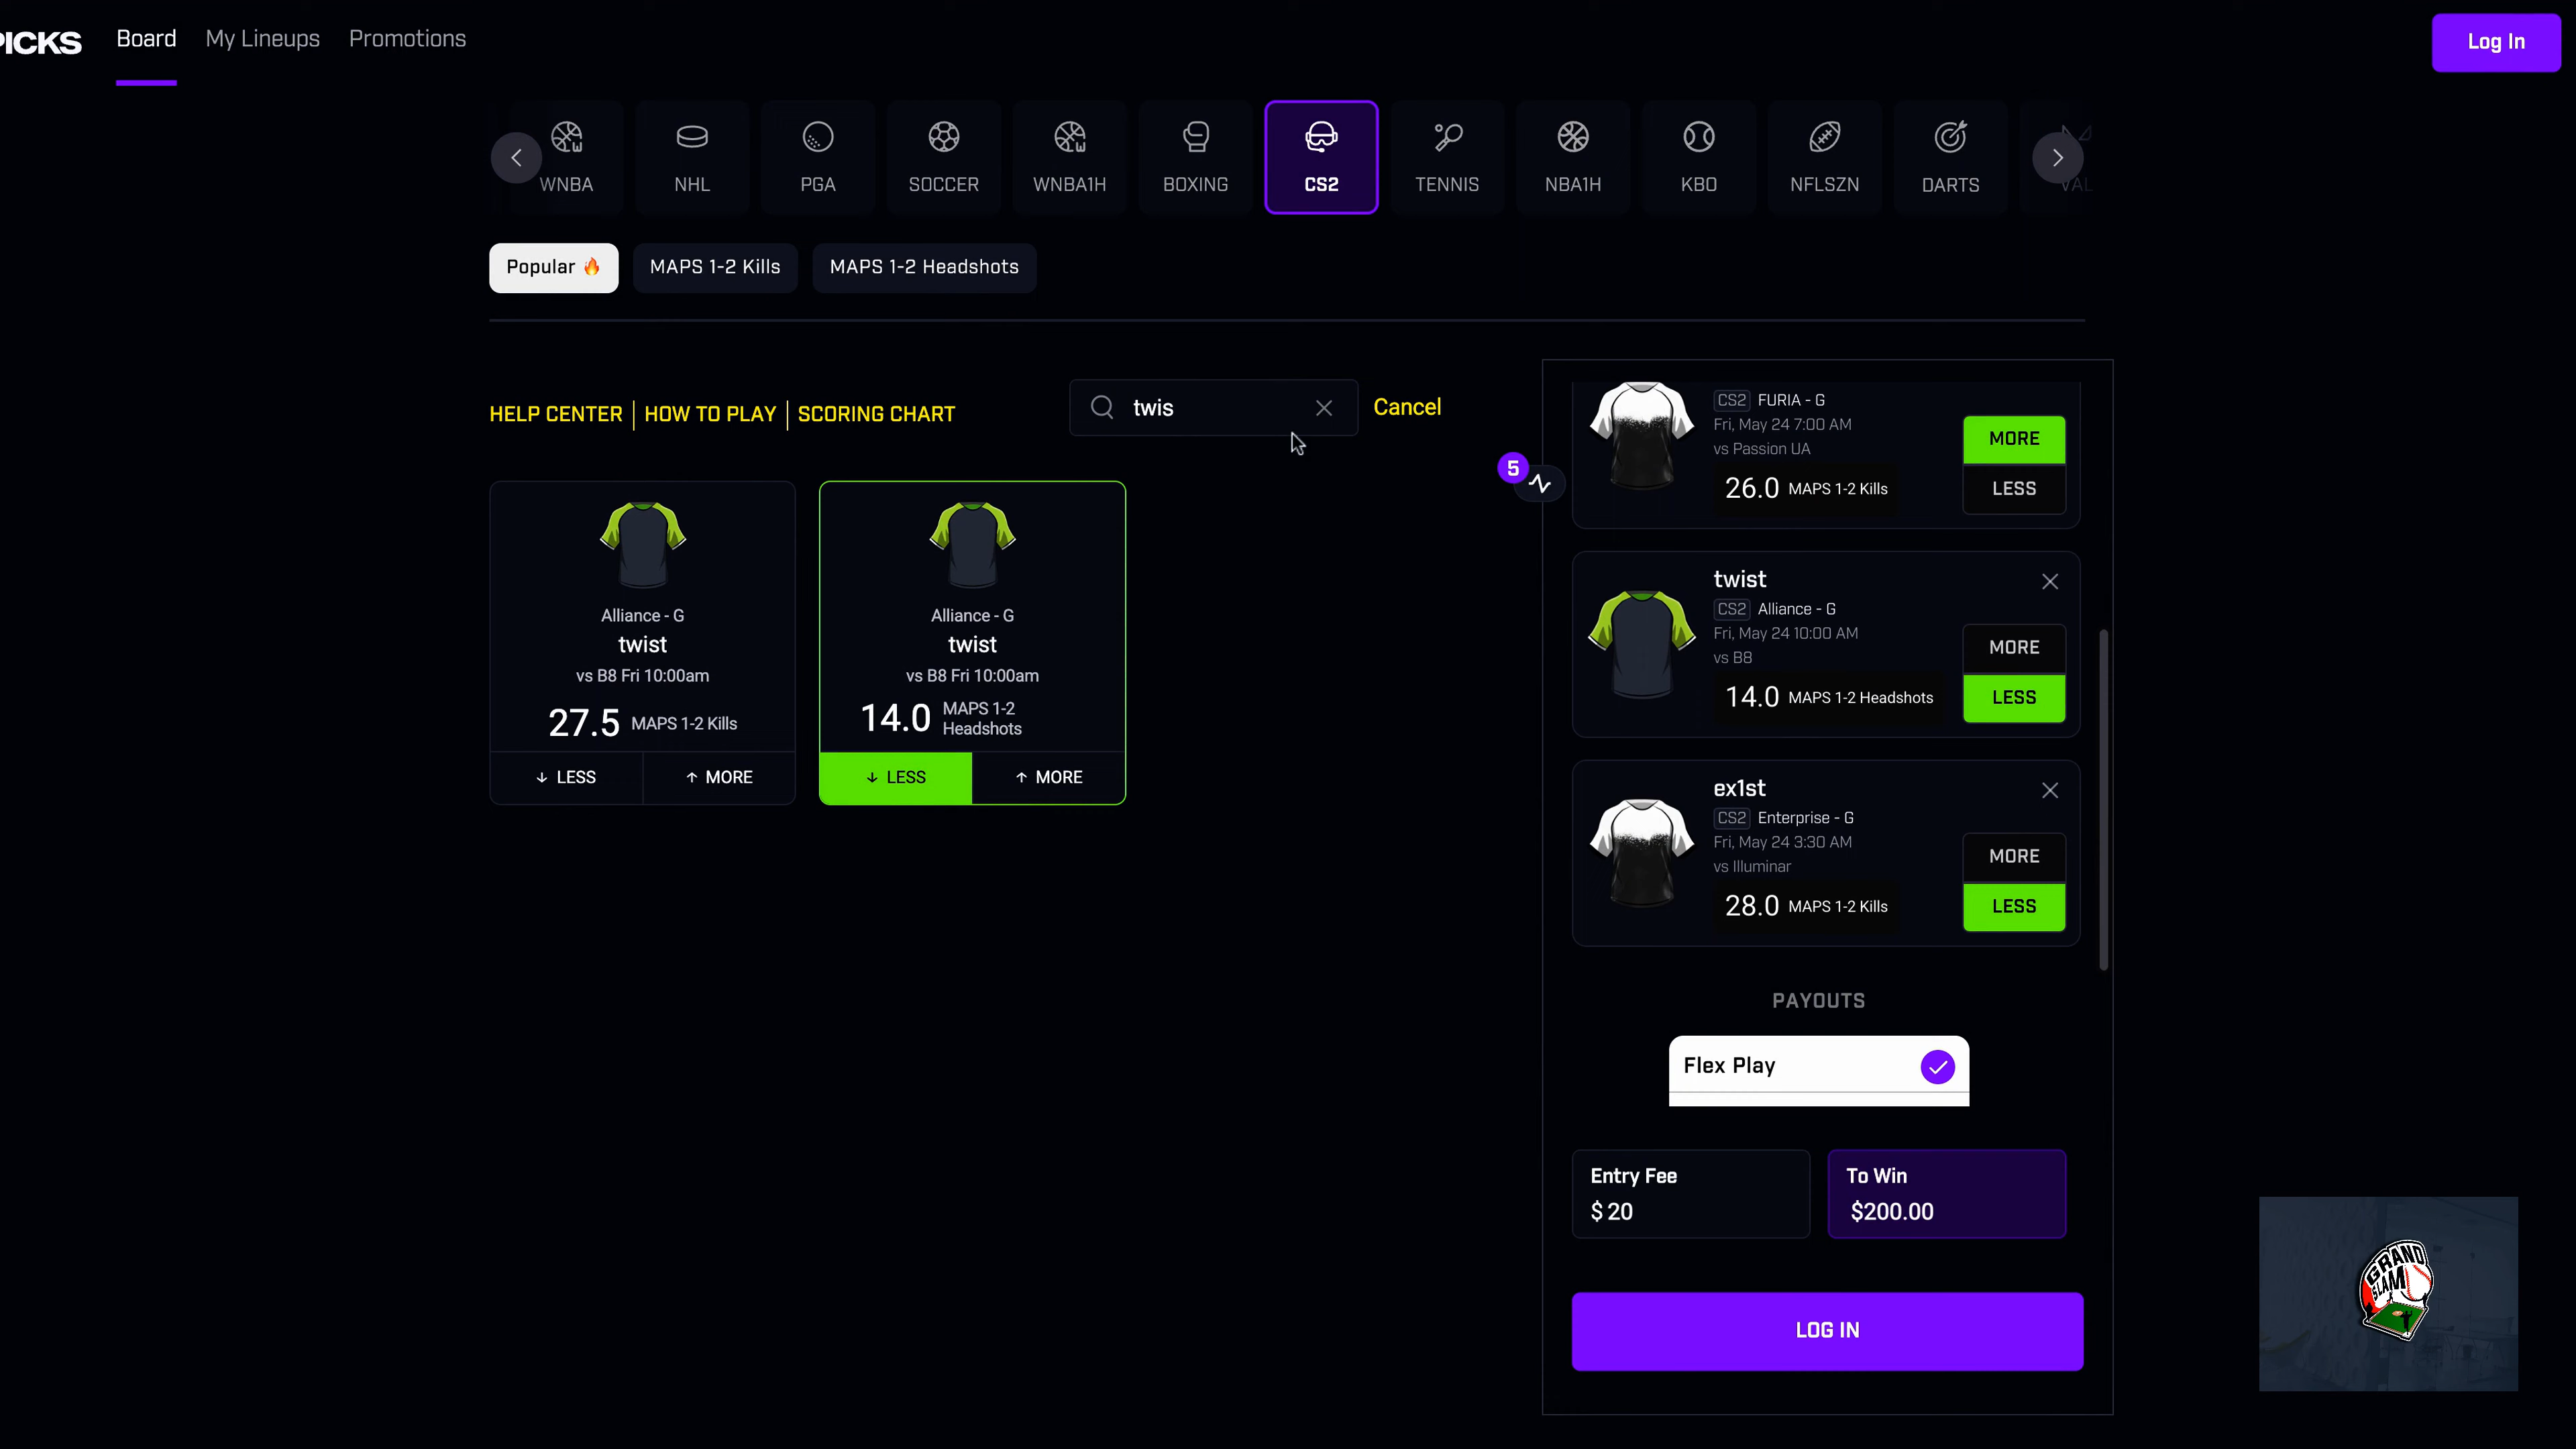 PICKS
Board
My Lineups
Promotions
Log In
WNBA
NHL
PGA
SOCCER
WNBA1H
BOXING
CS2
TENNIS
NBA1H
KBO
NFLSZN
DARTS
VAL
Popular 🔥
MAPS 1-2 Kills
MAPS 1-2 Headshots
HELP CENTER
HOW TO PLAY
SCORING CHART
twis
Cancel
Alliance - G
twist
vs B8 Fri 10:00am
27.5 MAPS 1-2 Kills
↓ LESS
↑ MORE
Alliance - G
twist
vs B8 Fri 10:00am
14.0 MAPS 1-2
Headshots
↓ LESS
↑ MORE
5
CS2 FURIA - G
Fri, May 24 7:00 AM
vs Passion UA
26.0 MAPS 1-2 Kills
MORE
LESS
twist
CS2 Alliance - G
Fri, May 24 10:00 AM
vs B8
14.0 MAPS 1-2 Headshots
MORE
LESS
ex1st
CS2 Enterprise - G
Fri, May 24 3:30 AM
vs Illuminar
28.0 MAPS 1-2 Kills
MORE
LESS
PAYOUTS
Flex Play
Entry Fee
$ 20
To Win
$200.00
LOG IN
GRAND
SLAM